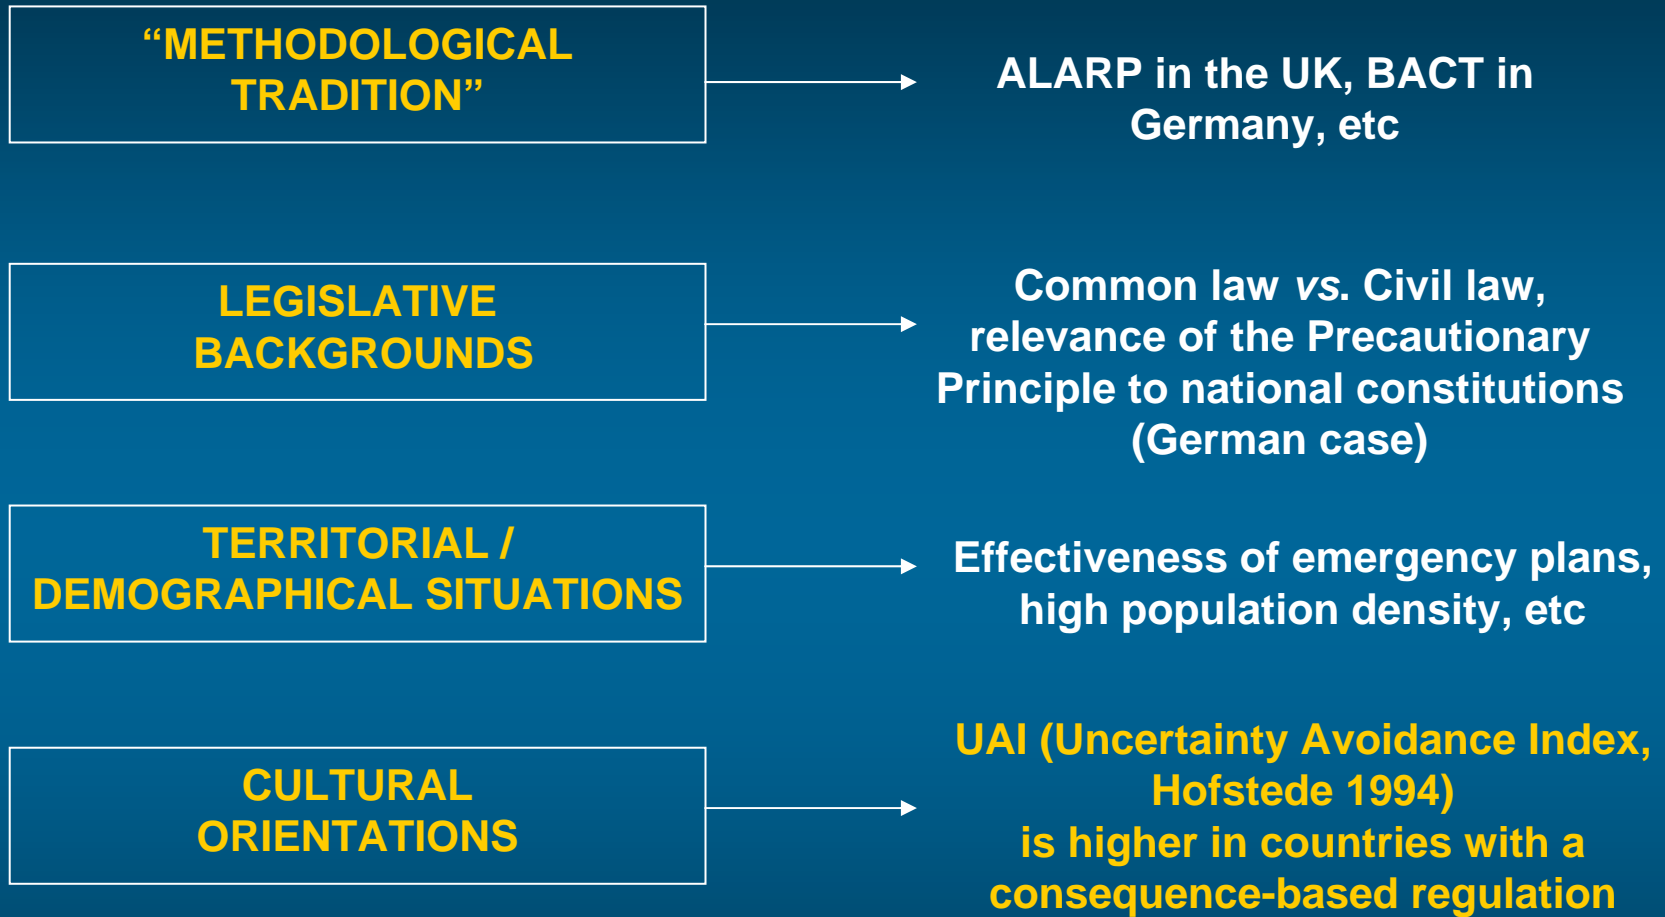 “METHODOLOGICAL
TRADITION”
ALARP in the UK, BACT in
Germany, etc
LEGISLATIVE
BACKGROUNDS
Common law vs. Civil law,
relevance of the Precautionary
Principle to national constitutions
(German case)
TERRITORIAL /
DEMOGRAPHICAL SITUATIONS
Effectiveness of emergency plans,
high population density, etc
CULTURAL
ORIENTATIONS
UAI (Uncertainty Avoidance Index,
Hofstede 1994)
is higher in countries with a
consequence-based regulation